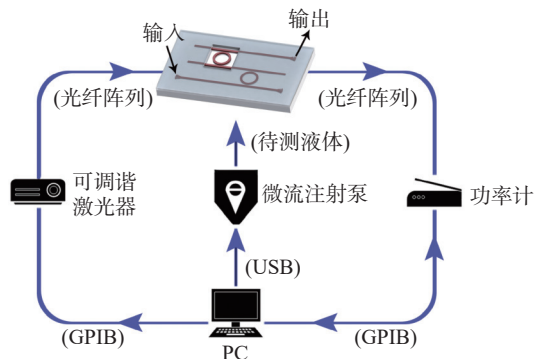 输入
输出
(光纤阵列)
(光纤阵列)
(待测液体)
可调谐
激光器
微流注射泵
功率计
(USB)
(GPIB)
PC
(GPIB)